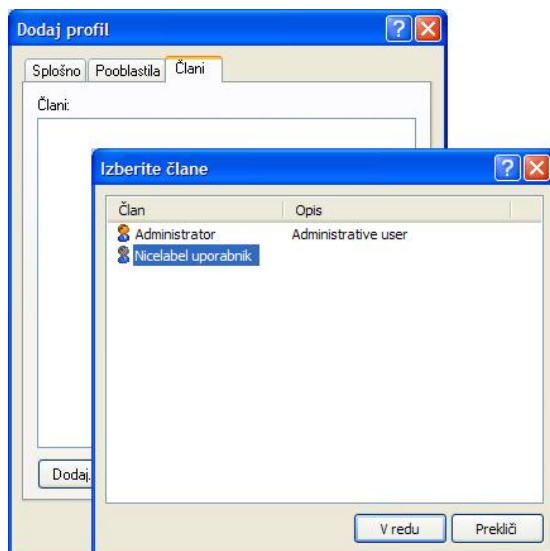 Dodaj profil
Splošno Pooblastila Člani
Člani:
Izberite člane
Član Opis
Administrator Administrative user
Nicelabel uporabnik
Dodaj.
V redu Prekliči